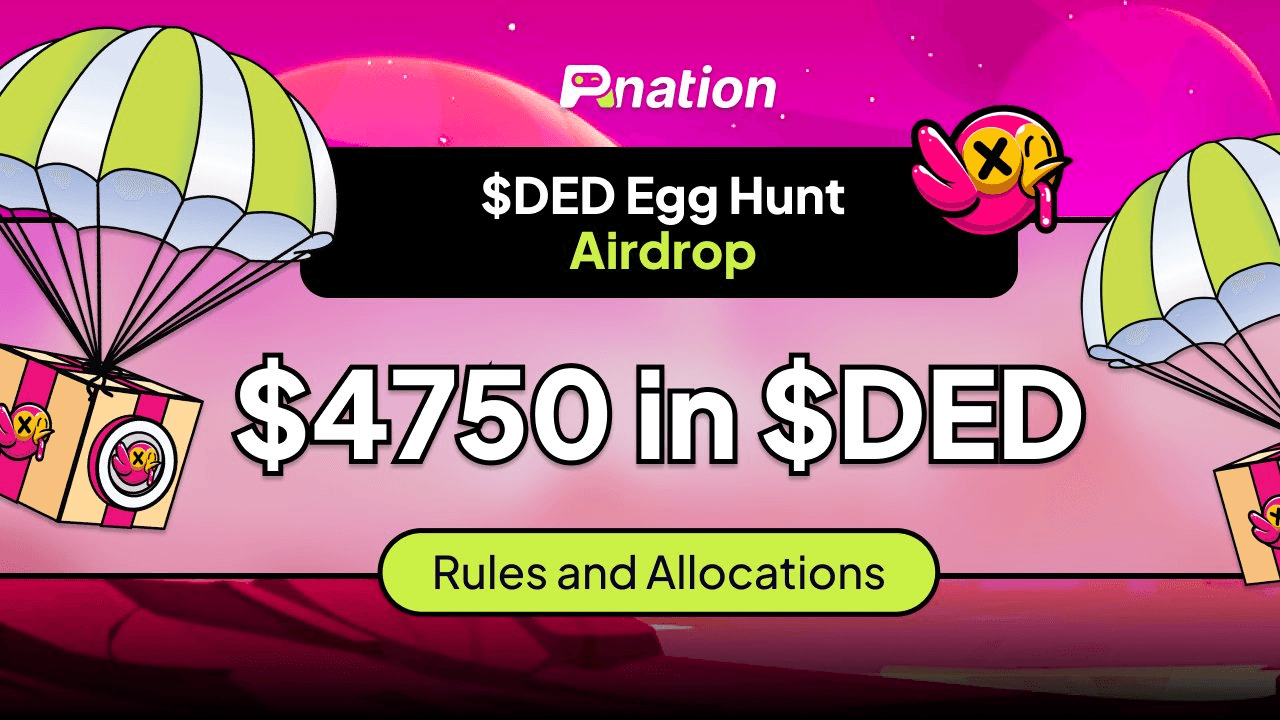 Pnation
$DED Egg Hunt
Airdrop
$4750 in $DED
Rules and Allocations